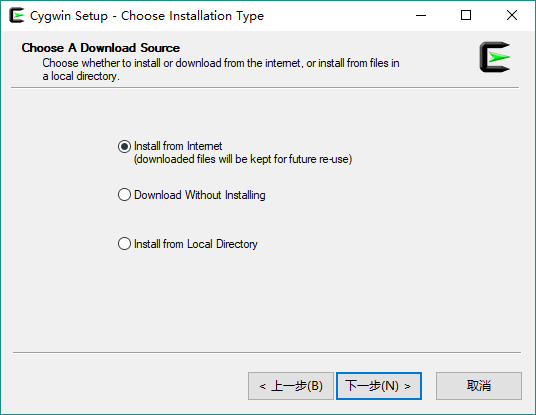 Cygwin Setup - Choose Installation Type
Choose A Download Source
Choose whether to install or download from the internet, or install from files in
a local directory.
Install from Internet
(downloaded files will be kept for future re-use)
Download Without Installing
Install from Local Directory
< 上一步(B)
下一步(N) >
取消